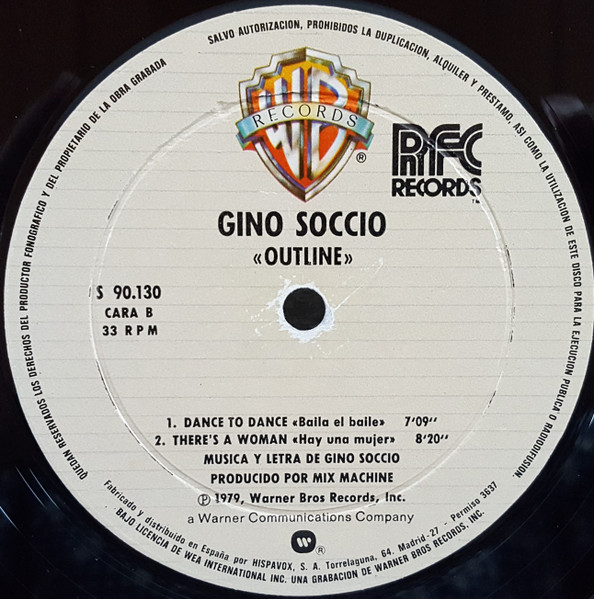 SALVO AUTORIZACION, PROHIBIDOS LA DUPLICACION, ALQUILER Y PRESTAMO, ASI COMO LA UTILIZACION DE ESTE DISCO PARA LA EJECUCION PUBLICA O RADIODIFUSION.
QUEDAN RESERVADOS LOS DERECHOS DEL PRODUCTOR FONOGRAFICO Y DEL PROPIETARIO DE LA OBRA GRABADA
WB
RECORDS
®
RFC
RECORDS
TM
GINO SOCCIO
«OUTLINE»
S 90.130
CARA B
33 RPM
1. DANCE TO DANCE «Baila el baile» 7'09''
2. THERE'S A WOMAN «Hay una mujer» 8'20''
MUSICA Y LETRA DE GINO SOCCIO
PRODUCIDO POR MIX MACHINE
Ⓟ 1979, Warner Bros Records, Inc.
a Warner Communications Company
®
Fabricado y distribuido en España por HISPAVOX, S. A. Torrelaguna, 64. Madrid-27 - Permiso 3637
BAJO LICENCIA DE WEA INTERNATIONAL INC. UNA GRABACION DE WARNER BROS RECORDS, INC.